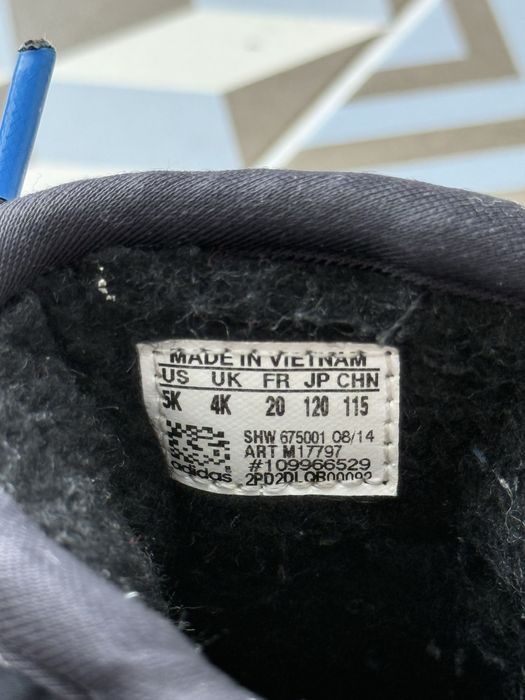 MADE IN VIETNAM
US UK FR JP CHN
5K 4K 20 120 115
SHW 675001 08/14
ART M17797
#109966529
adidas 2PD2DLQB00093